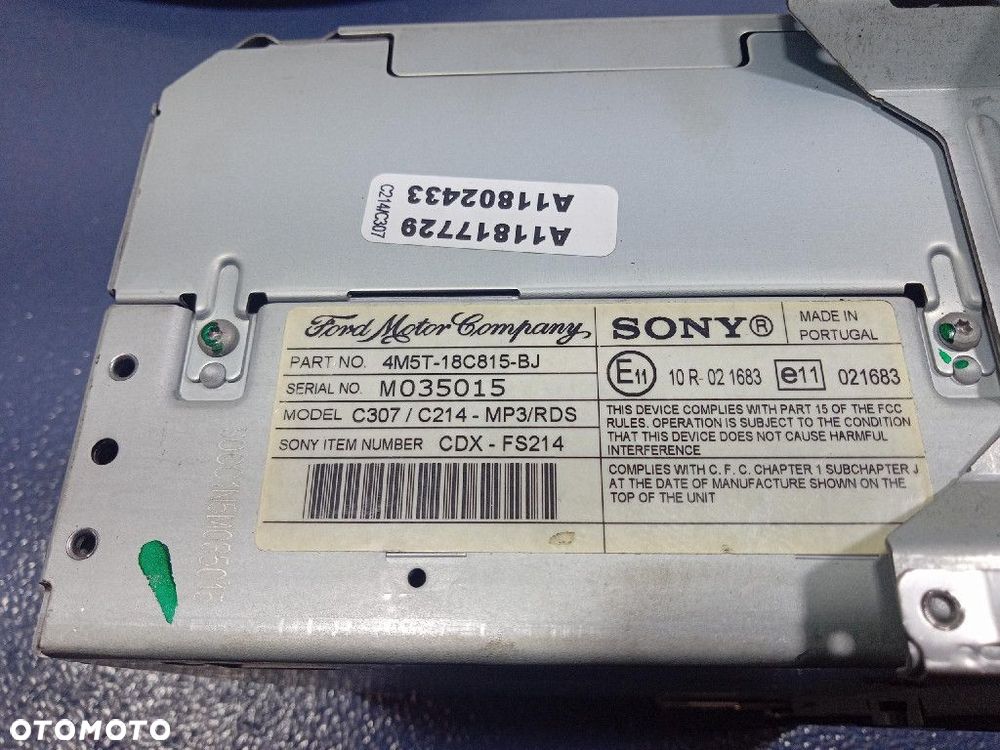 A11817729
A11802433
C214/C307
Ford Motor Company
SONY®
MADE IN
PORTUGAL
PART NO. 4M5T-18C815-BJ
SERIAL NO. M035015
MODEL C307 / C214 - MP3/RDS
SONY ITEM NUMBER CDX - FS214
E11 10 R- 02 1683 e11 021683
THIS DEVICE COMPLIES WITH PART 15 OF THE FCC
RULES. OPERATION IS SUBJECT TO THE CONDITION
THAT THIS DEVICE DOES NOT CAUSE HARMFUL
INTERFERENCE
COMPLIES WITH C. F. C. CHAPTER 1 SUBCHAPTER J
AT THE DATE OF MANUFACTURE SHOWN ON THE
TOP OF THE UNIT
OTOMOTO